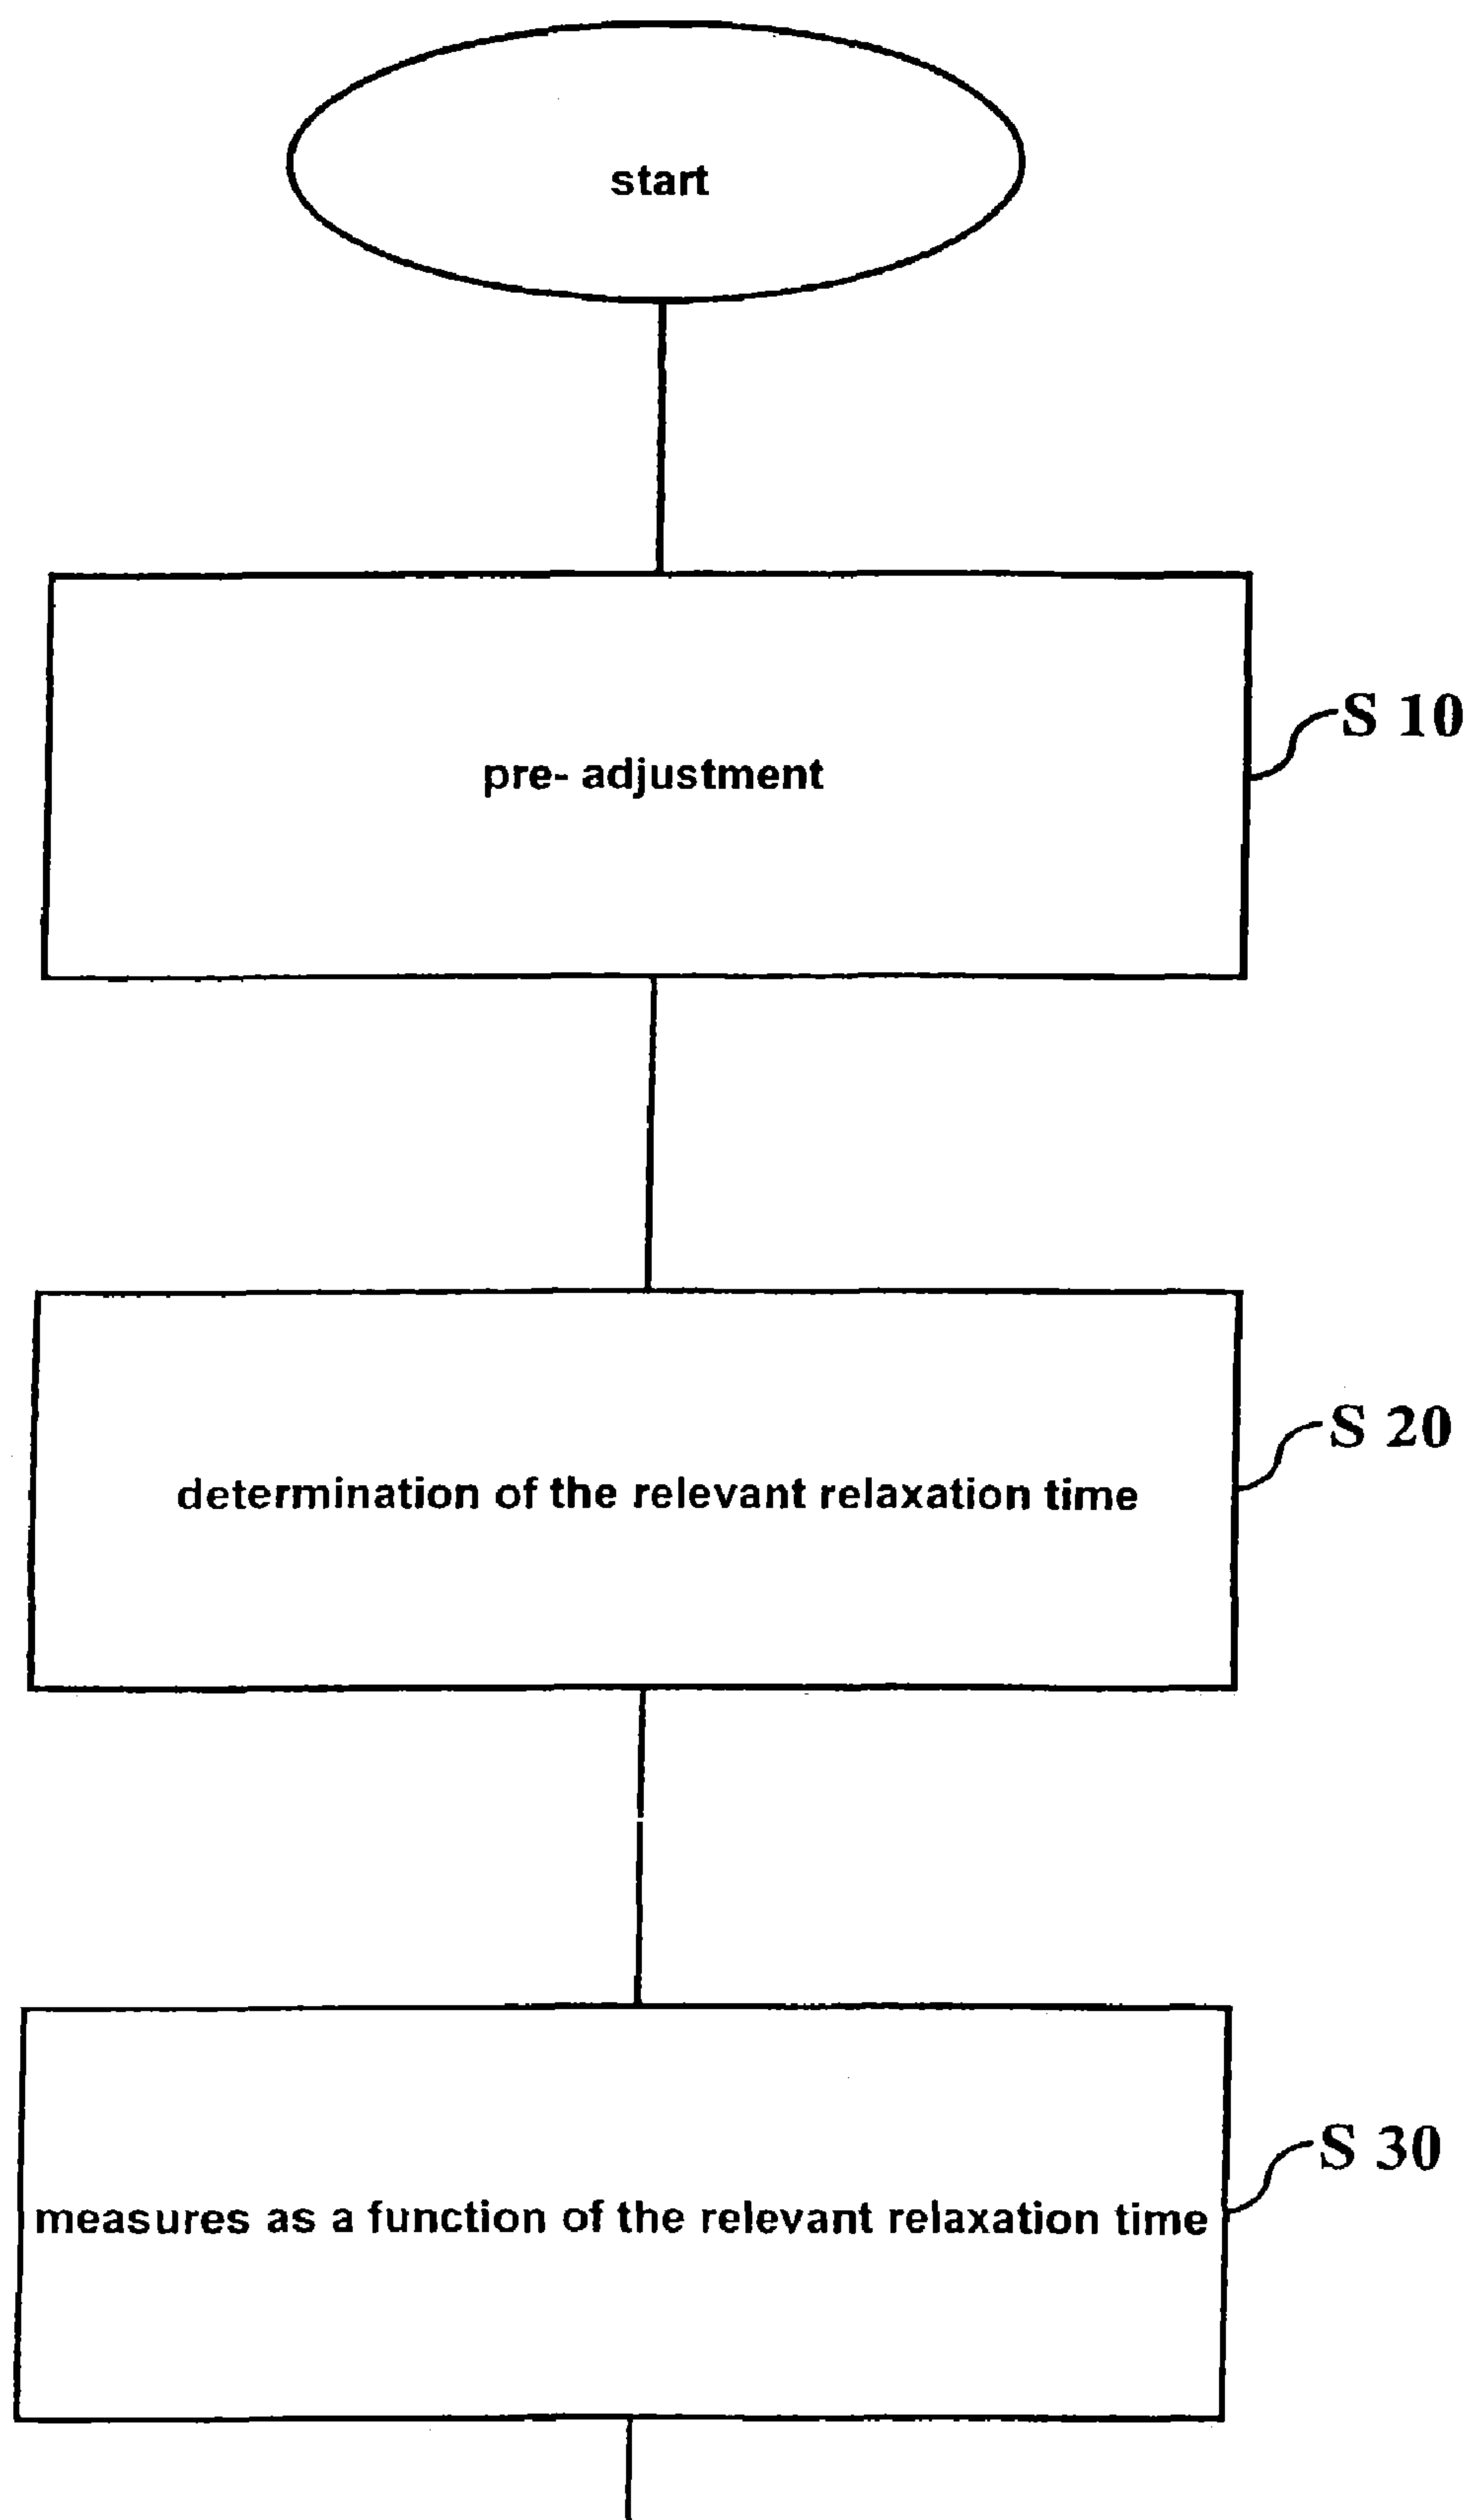 start
pre- adjustment
S 10
determination of the relevant relaxation time
S 20
measures as a function of the relevant relaxation time
S 30